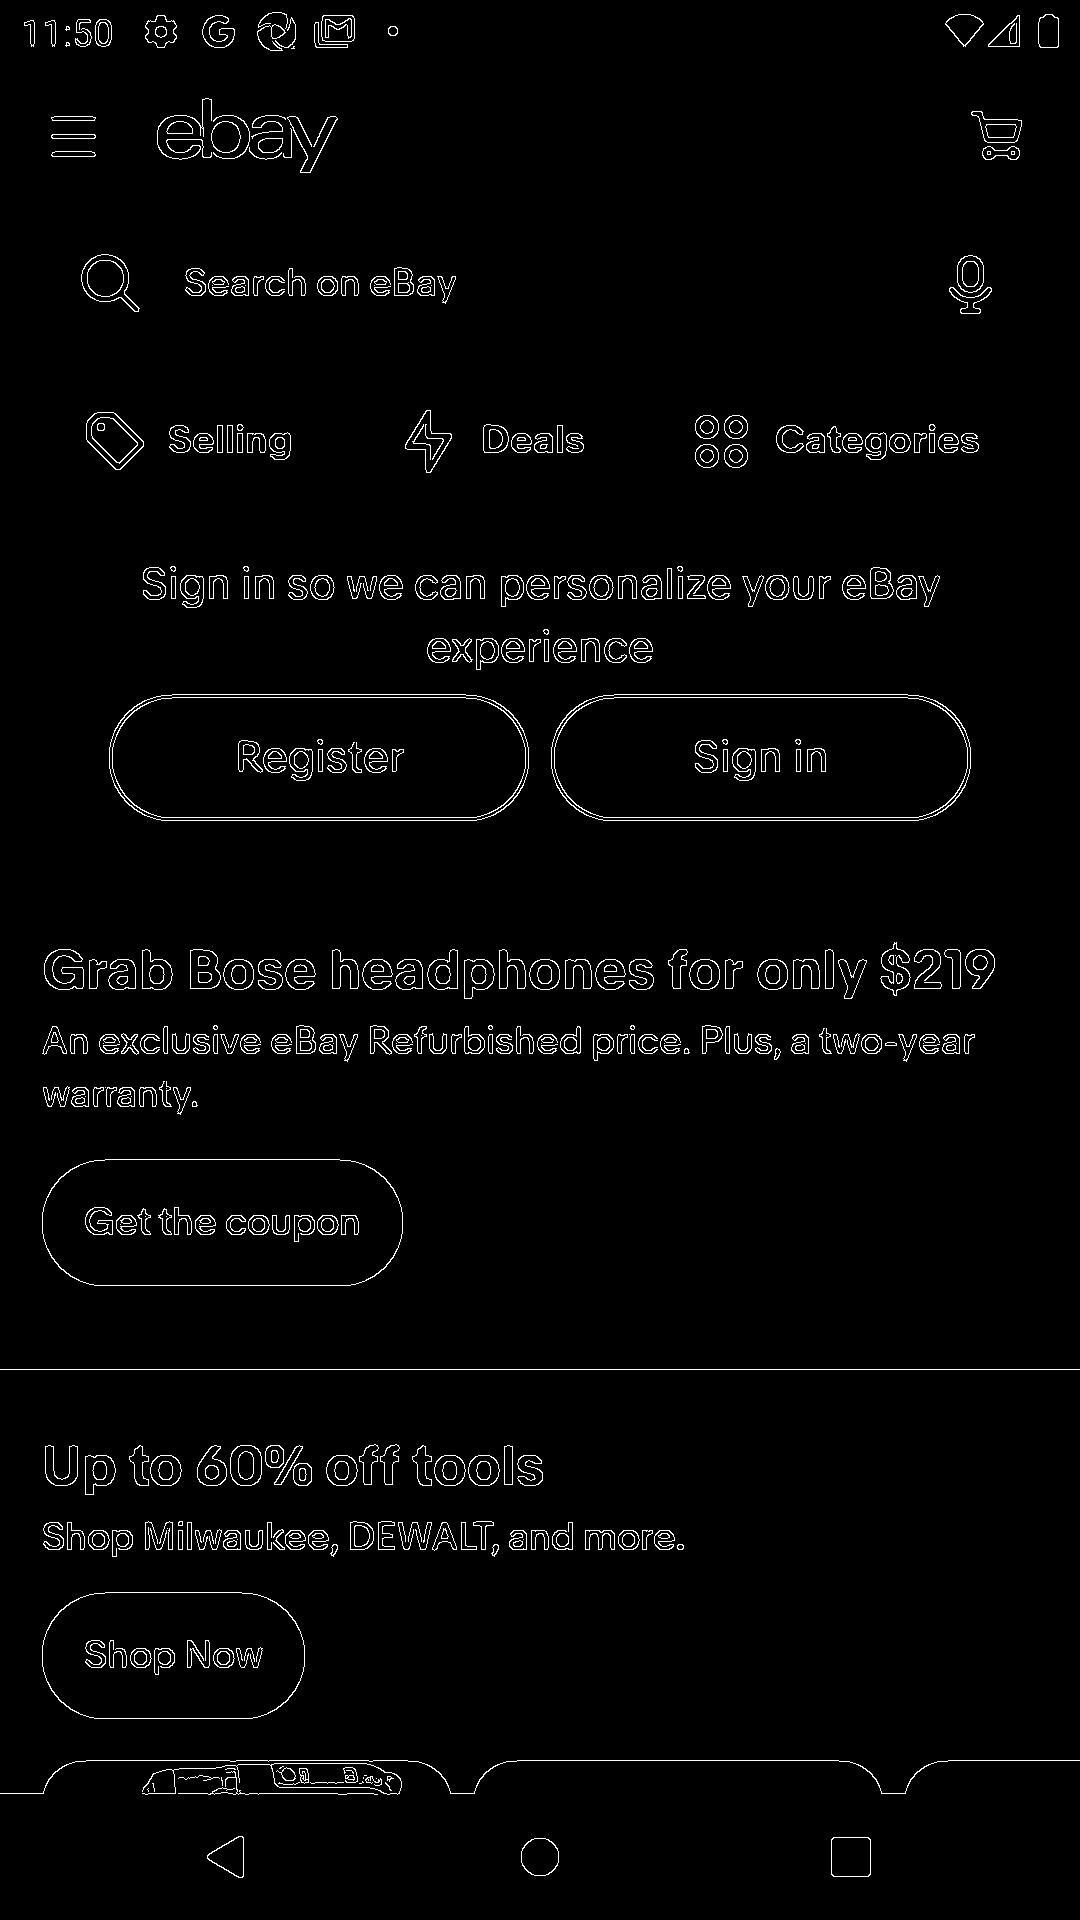 11:50
ebay
Search on eBay
Selling Deals Categories
Sign in so we can personalize your eBay
experience
Register Sign in
Grab Bose headphones for only $219
An exclusive eBay Refurbished price. Plus, a two-year
warranty.
Get the coupon
Up to 60% off tools
Shop Milwaukee, DEWALT, and more.
Shop Now